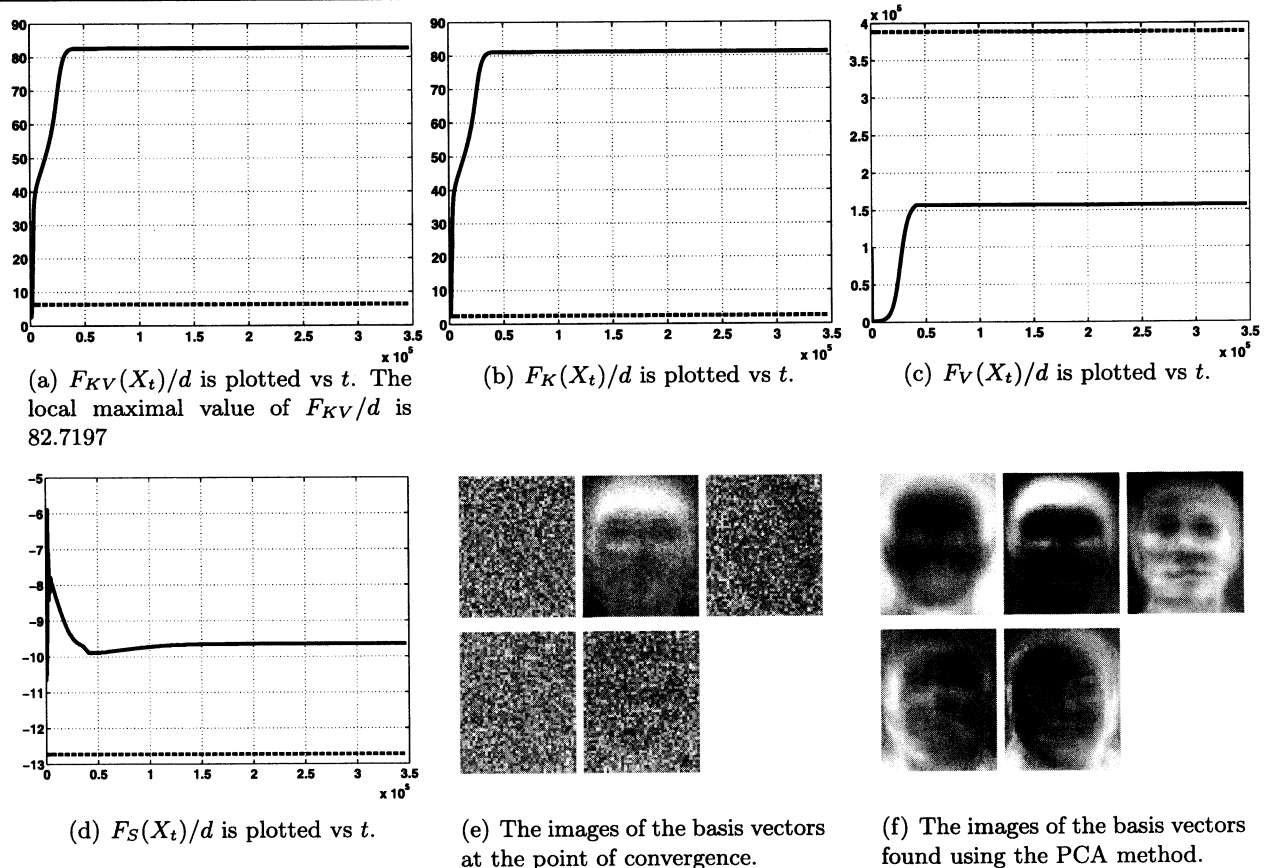 90
80
70
60
50
40
30
20
10
0
0 0.5 1 1.5 2 2.5 3 3.5
x 10^5
(a) F_{KV}(X_t)/d is plotted vs t. The
local maximal value of F_{KV}/d is
82.7197
90
80
70
60
50
40
30
20
10
0
0 0.5 1 1.5 2 2.5 3 3.5
x 10^5
(b) F_K(X_t)/d is plotted vs t.
x 10^5
4
3.5
3
2.5
2
1.5
1
0.5
0
0 0.5 1 1.5 2 2.5 3 3.5
x 10^5
(c) F_V(X_t)/d is plotted vs t.
-5
-6
-7
-8
-9
-10
-11
-12
-13
0 0.5 1 1.5 2 2.5 3 3.5
x 10^5
(d) F_S(X_t)/d is plotted vs t.
(e) The images of the basis vectors
at the point of convergence.
(f) The images of the basis vectors
found using the PCA method.